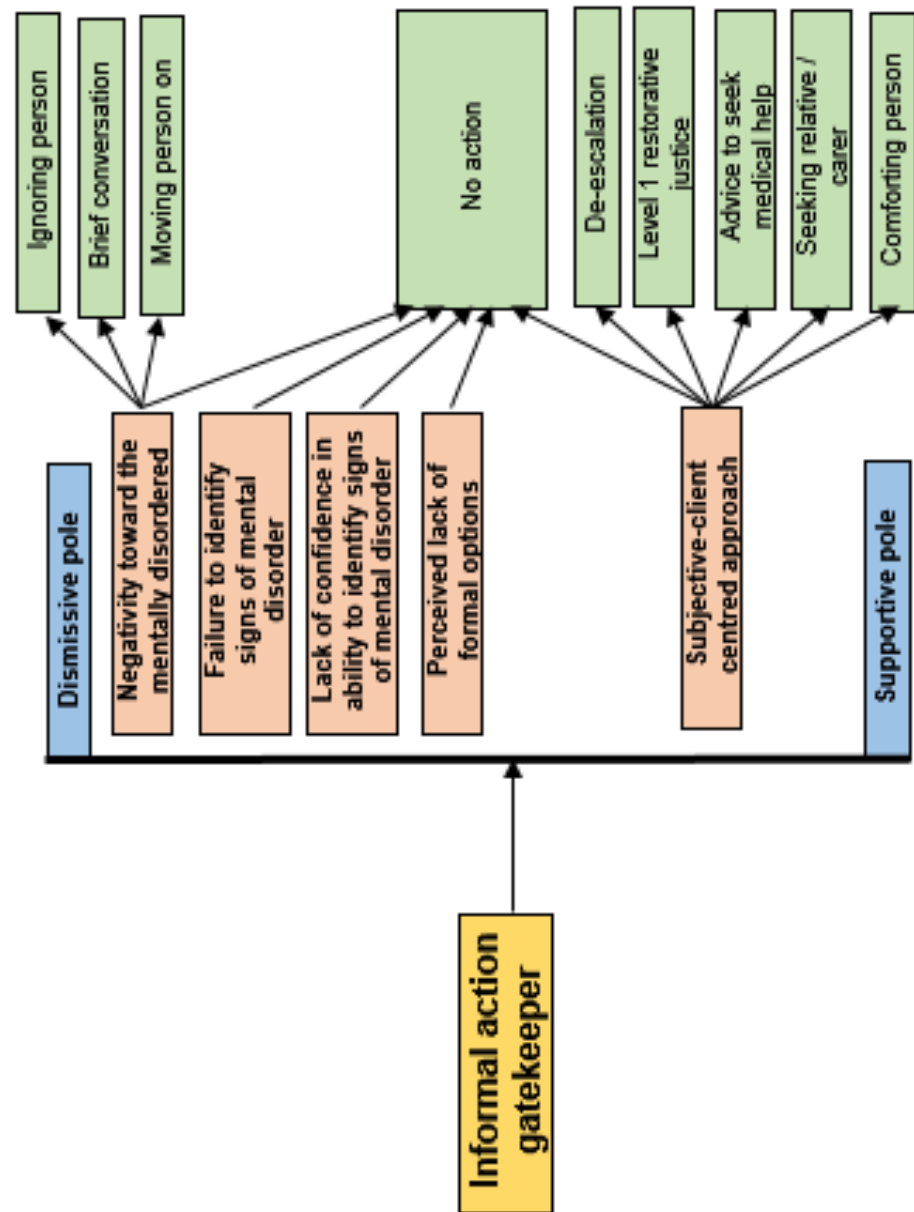 Informal action
gatekeeper
Dismissive pole
Negativity toward the
mentally disordered
Failure to identify
signs of mental
disorder
Lack of confidence in
ability to identify signs
of mental disorder
Perceived lack of
formal options
Subjective-client
centred approach
Supportive pole
Ignoring person
Brief conversation
Moving person on
No action
De-escalation
Level 1 restorative
justice
Advice to seek
medical help
Seeking relative /
carer
Comforting person